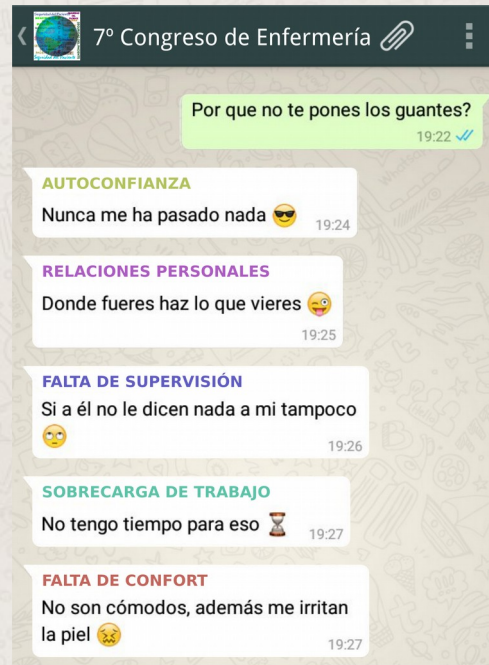 7º Congreso de Enfermería
Por que no te pones los guantes?
19:22
AUTOCONFIANZA
Nunca me ha pasado nada 😎
19:24
RELACIONES PERSONALES
Donde fueres haz lo que vieres 😜
19:25
FALTA DE SUPERVISIÓN
Si a él no le dicen nada a mi tampoco
🙄
19:26
SOBRECARGA DE TRABAJO
No tengo tiempo para eso ⌛
19:27
FALTA DE CONFORT
No son cómodos, además me irritan
la piel 😖
19:27